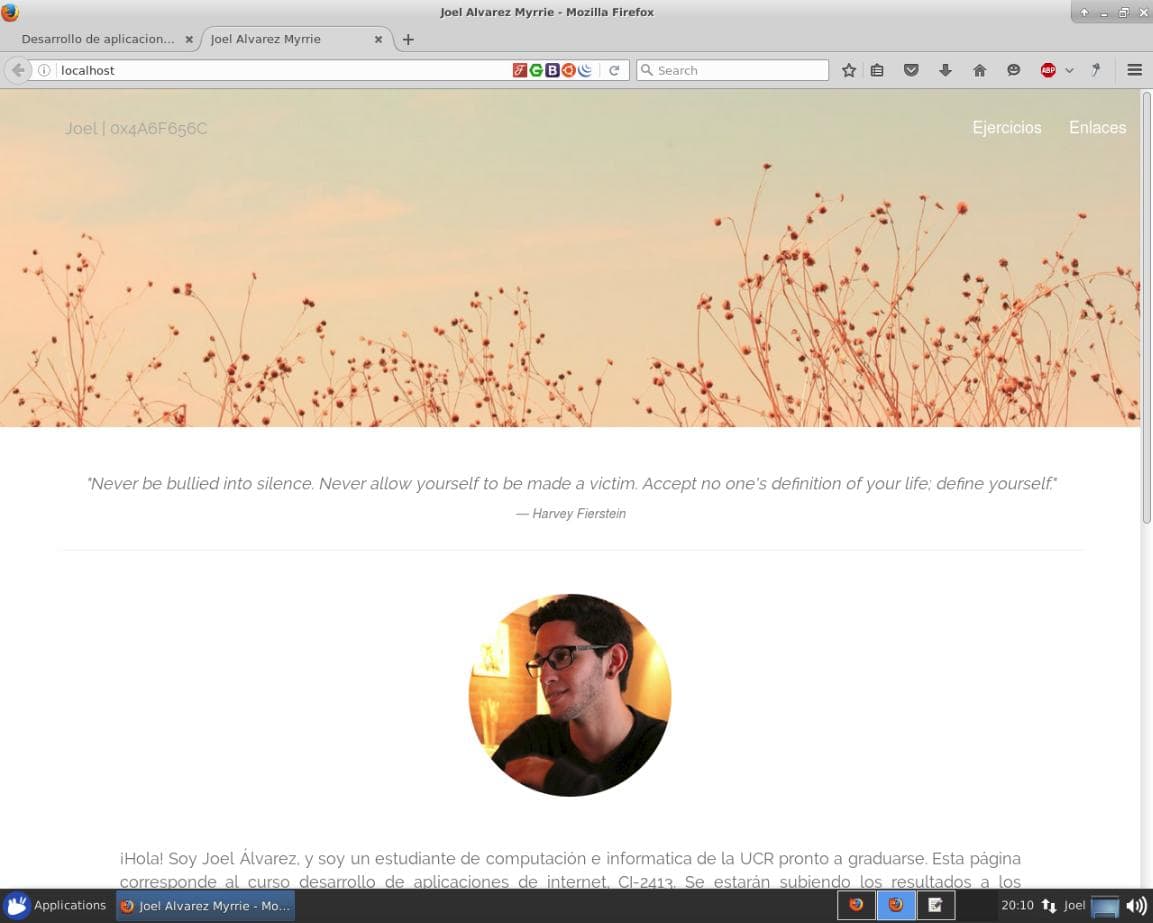 Joel Alvarez Myrrie - Mozilla Firefox
Desarrollo de aplicacion...
Joel Alvarez Myrrie
localhost
Search
ABP
Joel | 0x4A6F656C
Ejercicios
Enlaces
"Never be bullied into silence. Never allow yourself to be made a victim. Accept no one's definition of your life; define yourself."
— Harvey Fierstein
¡Hola! Soy Joel Álvarez, y soy un estudiante de computación e informatica de la UCR pronto a graduarse. Esta página
corresponde al curso desarrollo de aplicaciones de internet, CI-2413. Se estarán subiendo los resultados a los
Applications
Joel Alvarez Myrrie - Mo...
20:10
Joel